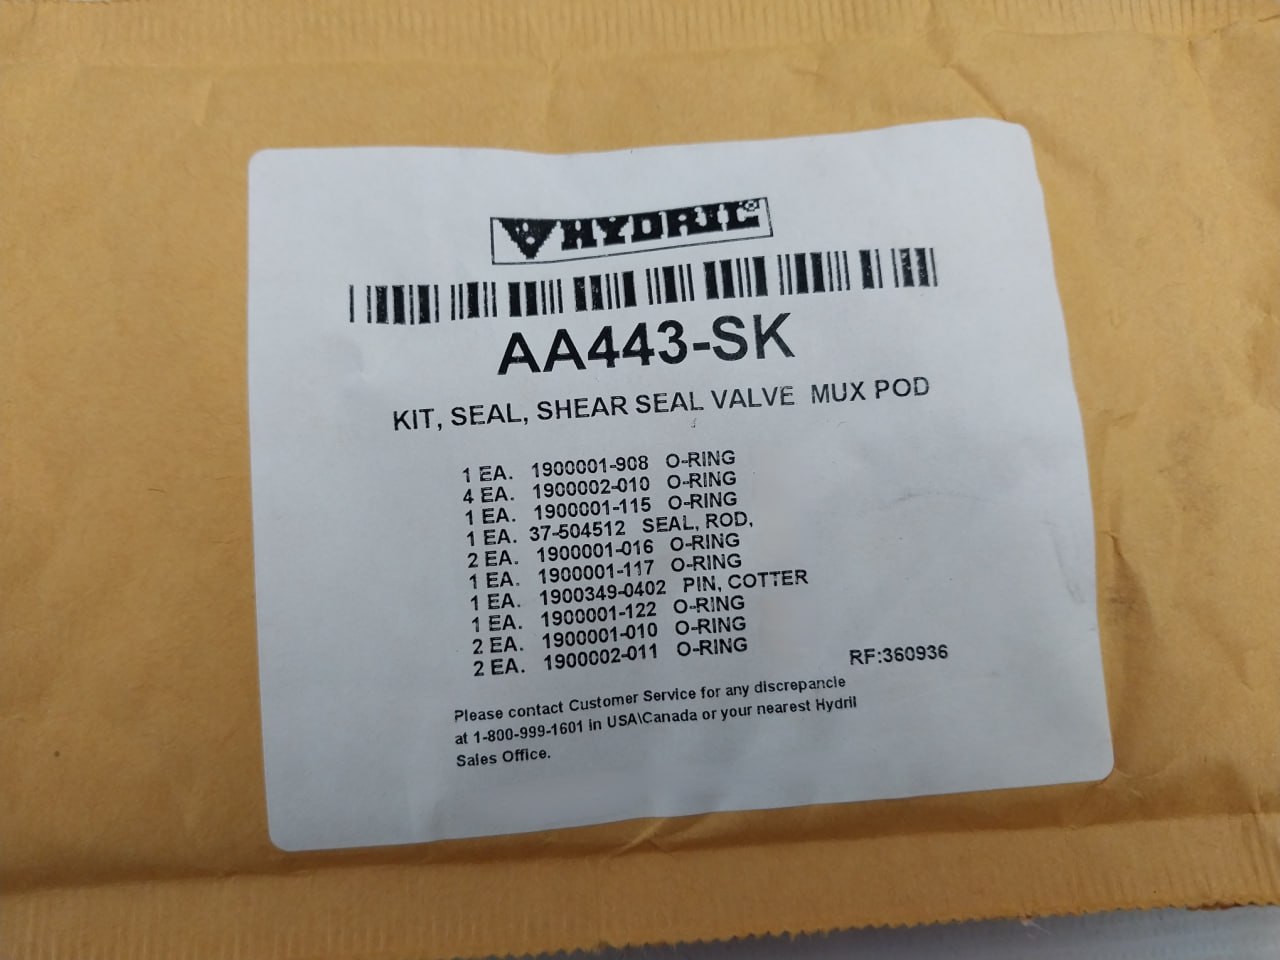 HYDRIL
AA443-SK
KIT, SEAL, SHEAR SEAL VALVE MUX POD
1 EA. 1900001-908 O-RING
4 EA. 1900002-010 O-RING
1 EA. 1900001-115 O-RING
1 EA. 37-504512 SEAL, ROD,
2 EA. 1900001-016 O-RING
1 EA. 1900001-117 O-RING
1 EA. 1900349-0402 PIN, COTTER
1 EA. 1900001-122 O-RING
2 EA. 1900001-010 O-RING
2 EA. 1900002-011 O-RING
RF:360936
Please contact Customer Service for any discrepancie
at 1-800-999-1601 in USA\Canada or your nearest Hydril
Sales Office.